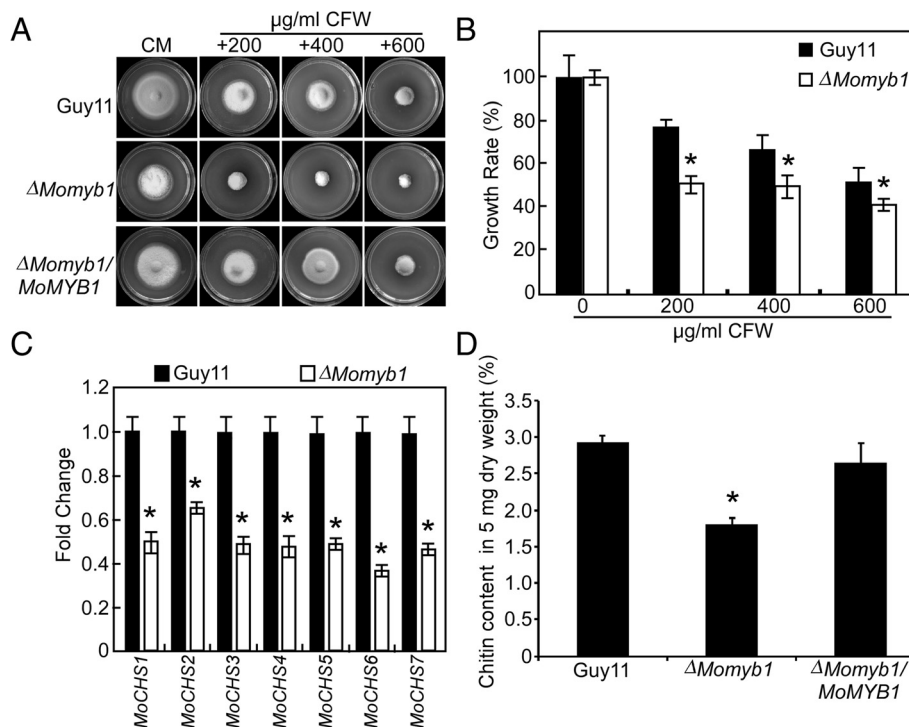 A
µg/ml CFW
CM
+200
+400
+600
Guy11
ΔMomyb1
ΔMomyb1/
MoMYB1
B
Guy11
ΔMomyb1
Growth Rate (%)
100
80
60
40
20
0
*
*
*
0
200
400
600
µg/ml CFW
C
Guy11
ΔMomyb1
Fold Change
1.2
1.0
0.8
0.6
0.4
0.2
0
*
*
*
*
*
*
*
MoCHS1
MoCHS2
MoCHS3
MoCHS4
MoCHS5
MoCHS6
MoCHS7
D
Chitin content in 5 mg dry weight (%)
3.5
3.0
2.5
2.0
1.5
1.0
0.5
0
*
Guy11
ΔMomyb1
ΔMomyb1/
MoMYB1